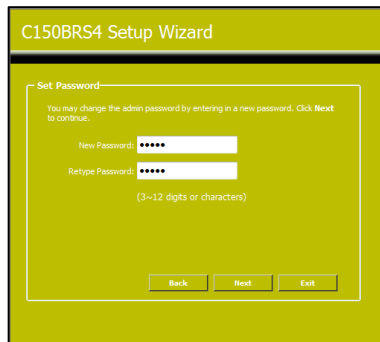 C150BRS4 Setup Wizard
Set Password
You may change the admin password by entering in a new password. Click Next
to continue.
New Password: •••••
Retype Password: •••••
(3~12 digits or characters)
Back Next Exit